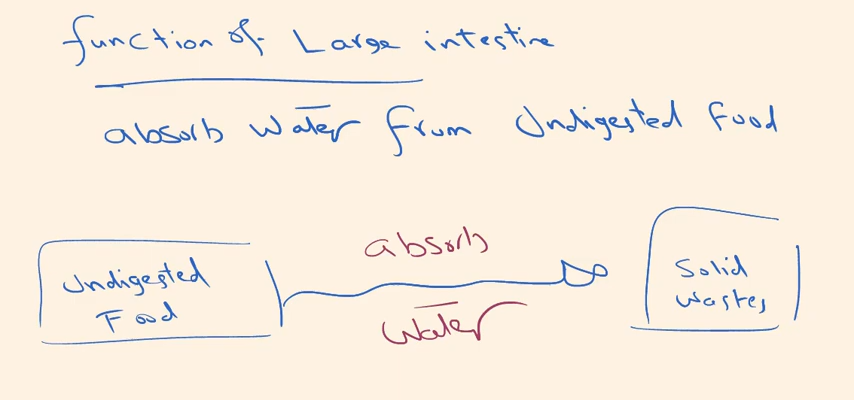 function of Large intestine
absorb water from Undigested Food
Undigested
Food
absorb
water
Solid
wastes